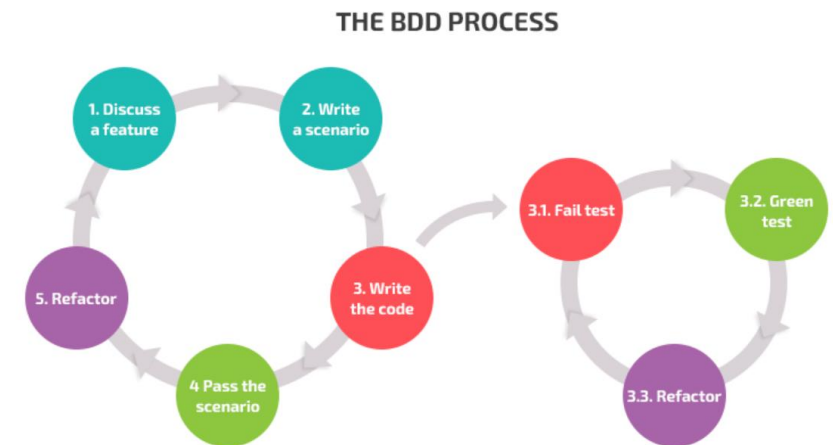 THE BDD PROCESS
1. Discuss
a feature
2. Write
a scenario
3. Write
the code
4 Pass the
scenario
5. Refactor
3.1. Fail test
3.2. Green
test
3.3. Refactor